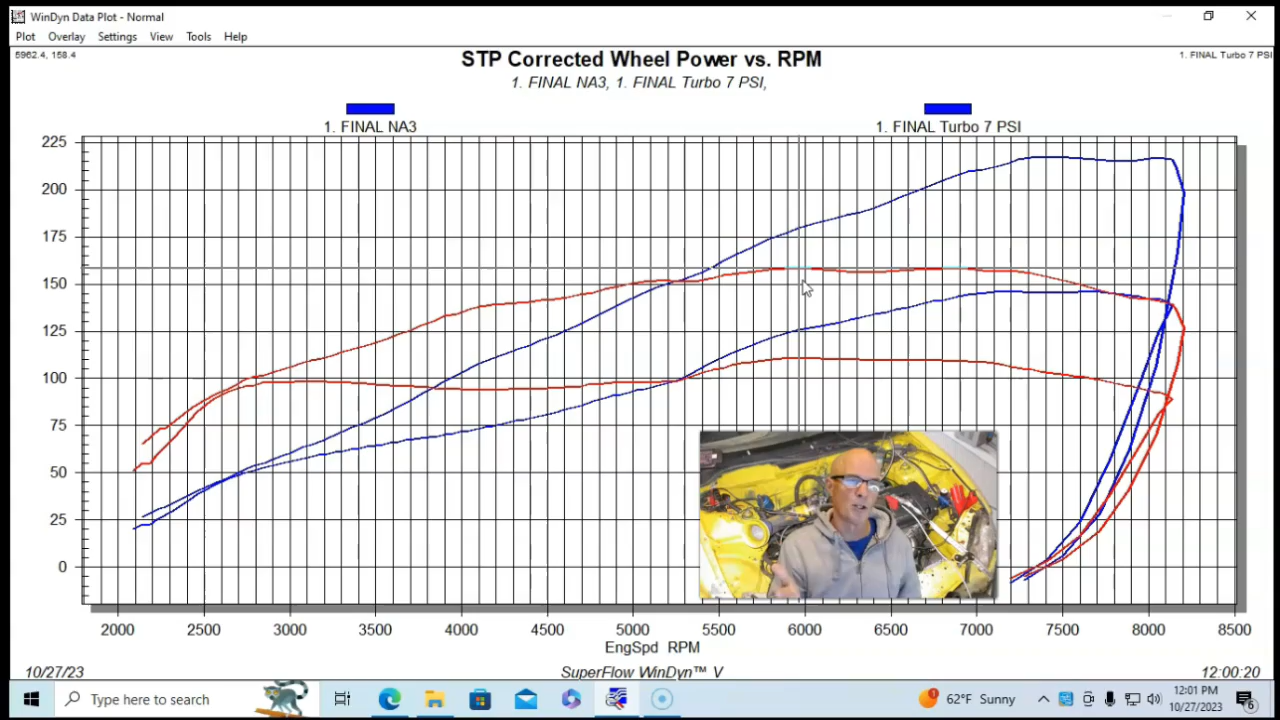 WinDyn Data Plot - Normal
Plot Overlay Settings View Tools Help
5962.4, 158.4
1. FINAL Turbo 7 PSI
STP Corrected Wheel Power vs. RPM
1. FINAL NA3, 1. FINAL Turbo 7 PSI,
1. FINAL NA3
1. FINAL Turbo 7 PSI
225
200
175
150
125
100
75
50
25
0
2000 2500 3000 3500 4000 4500 5000 5500 6000 6500 7000 7500 8000 8500
EngSpd RPM
10/27/23
SuperFlow WinDyn™ V
12:00:20
Type here to search
1
62°F Sunny
12:01 PM
10/27/2023
6